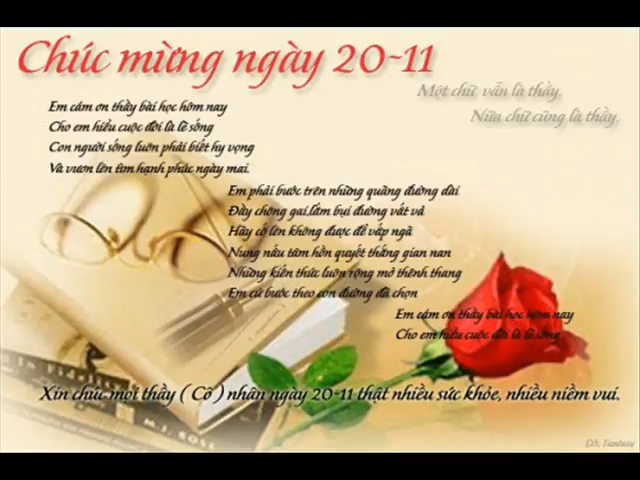 Chúc mừng ngày 20-11
Một chữ vẫn là thầy,
Nửa chữ cũng là thầy.
Em cám ơn thầy bài học hôm nay
Cho em hiểu cuộc đời là lẽ sống
Con người sống luôn phải biết hy vọng
Và vươn lên tìm hạnh phúc ngày mai.
Em phải bước trên những quãng đường dài
Đầy chông gai,lấm bụi đường vất vả
Hãy cố lên không được để vấp ngã
Nung nấu tâm hồn quyết thắng gian nan
Những kiến thức luôn rộng mở thênh thang
Em cứ bước theo con đường đã chọn
Em cám ơn thầy bài học hôm nay
Cho em hiểu cuộc đời là lẽ sống
Xin chúc mọi thầy ( Cô ) nhân ngày 20-11 thật nhiều sức khỏe, nhiều niềm vui.
M.J. ROSS
DS: Fantasy